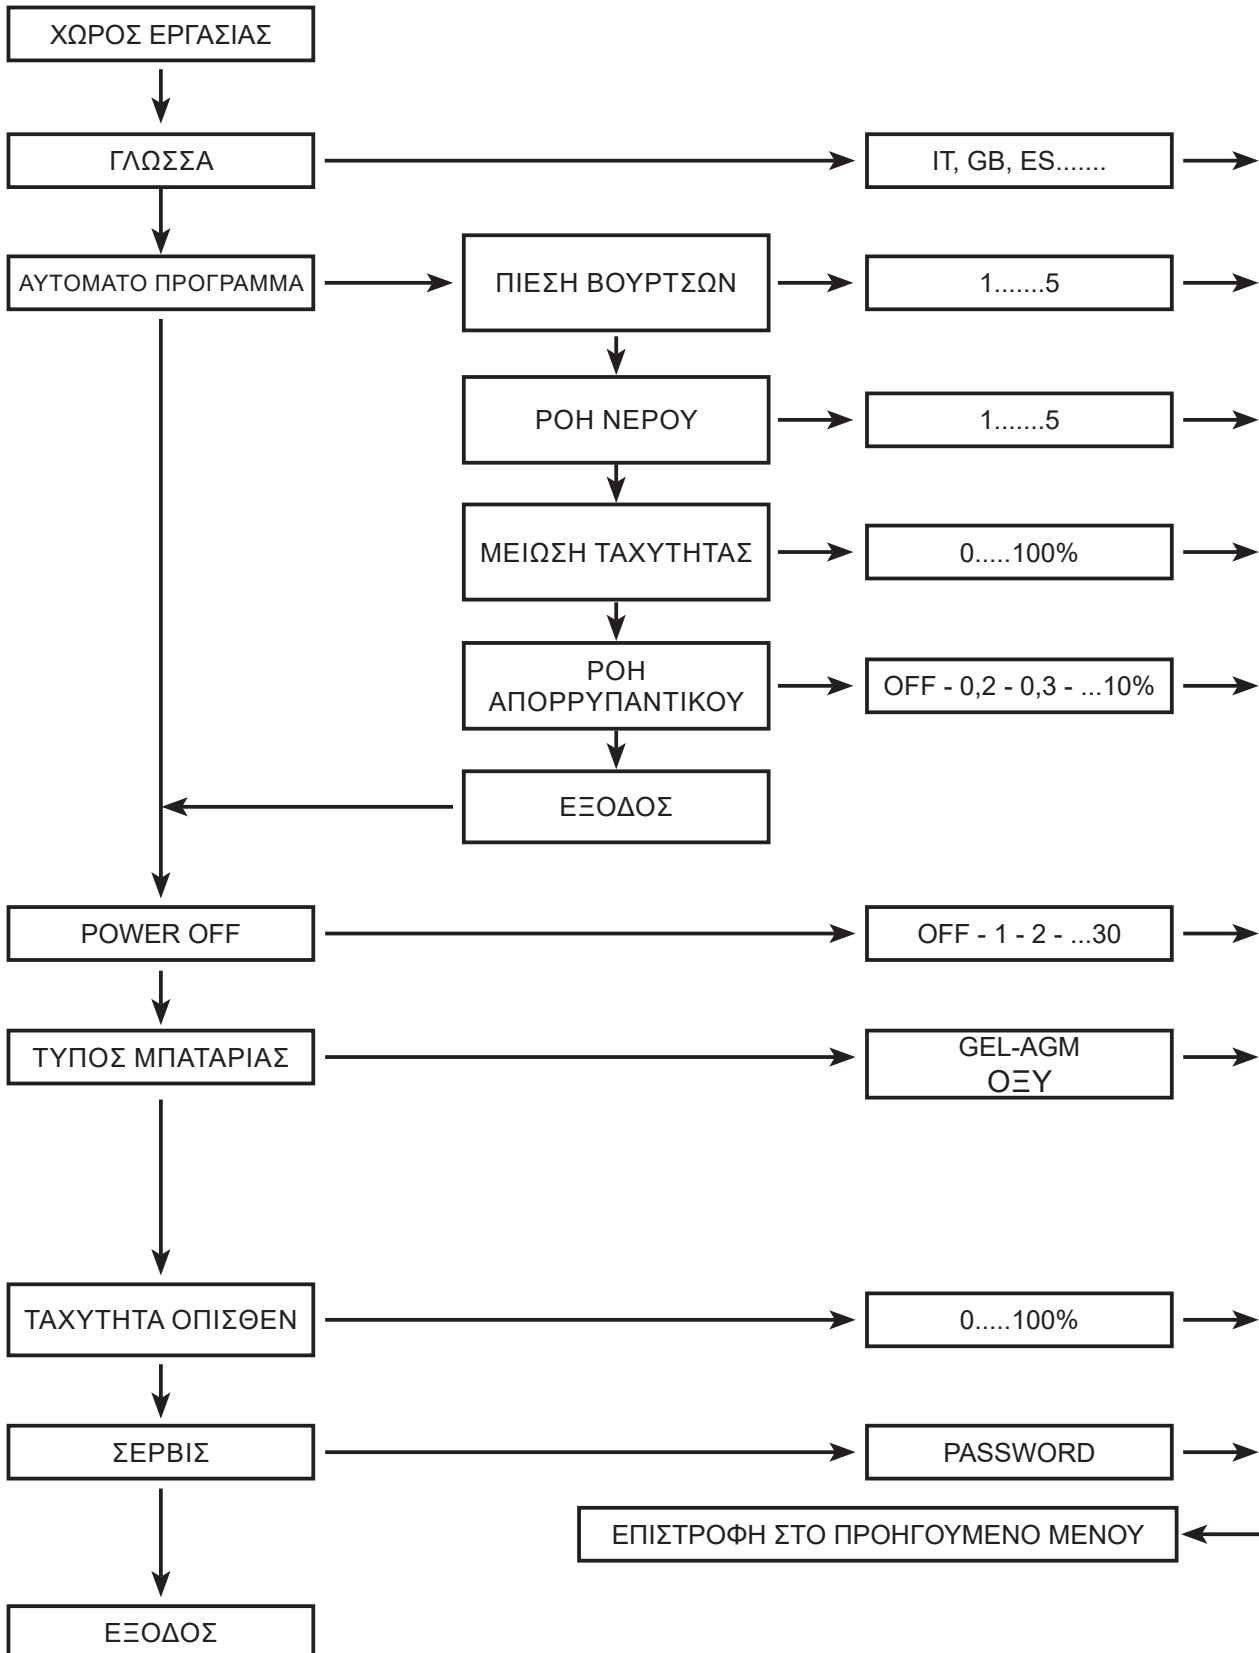 ΧΩΡΟΣ ΕΡΓΑΣΙΑΣ
ΓΛΩΣΣΑ
IT, GB, ES.......
ΑΥΤΟΜΑΤΟ ΠΡΟΓΡΑΜΜΑ
ΠΙΕΣΗ ΒΟΥΡΤΣΩΝ
1.......5
ΡΟΗ ΝΕΡΟΥ
1.......5
ΜΕΙΩΣΗ ΤΑΧΥΤΗΤΑΣ
0.....100%
ΡΟΗ
ΑΠΟΡΡΥΠΑΝΤΙΚΟΥ
OFF - 0,2 - 0,3 - ...10%
ΕΞΟΔΟΣ
POWER OFF
OFF - 1 - 2 - ...30
ΤΥΠΟΣ ΜΠΑΤΑΡΙΑΣ
GEL-AGM
ΟΞΥ
ΤΑΧΥΤΗΤΑ ΟΠΙΣΘΕΝ
0.....100%
ΣΕΡΒΙΣ
PASSWORD
ΕΠΙΣΤΡΟΦΗ ΣΤΟ ΠΡΟΗΓΟΥΜΕΝΟ ΜΕΝΟΥ
ΕΞΟΔΟΣ